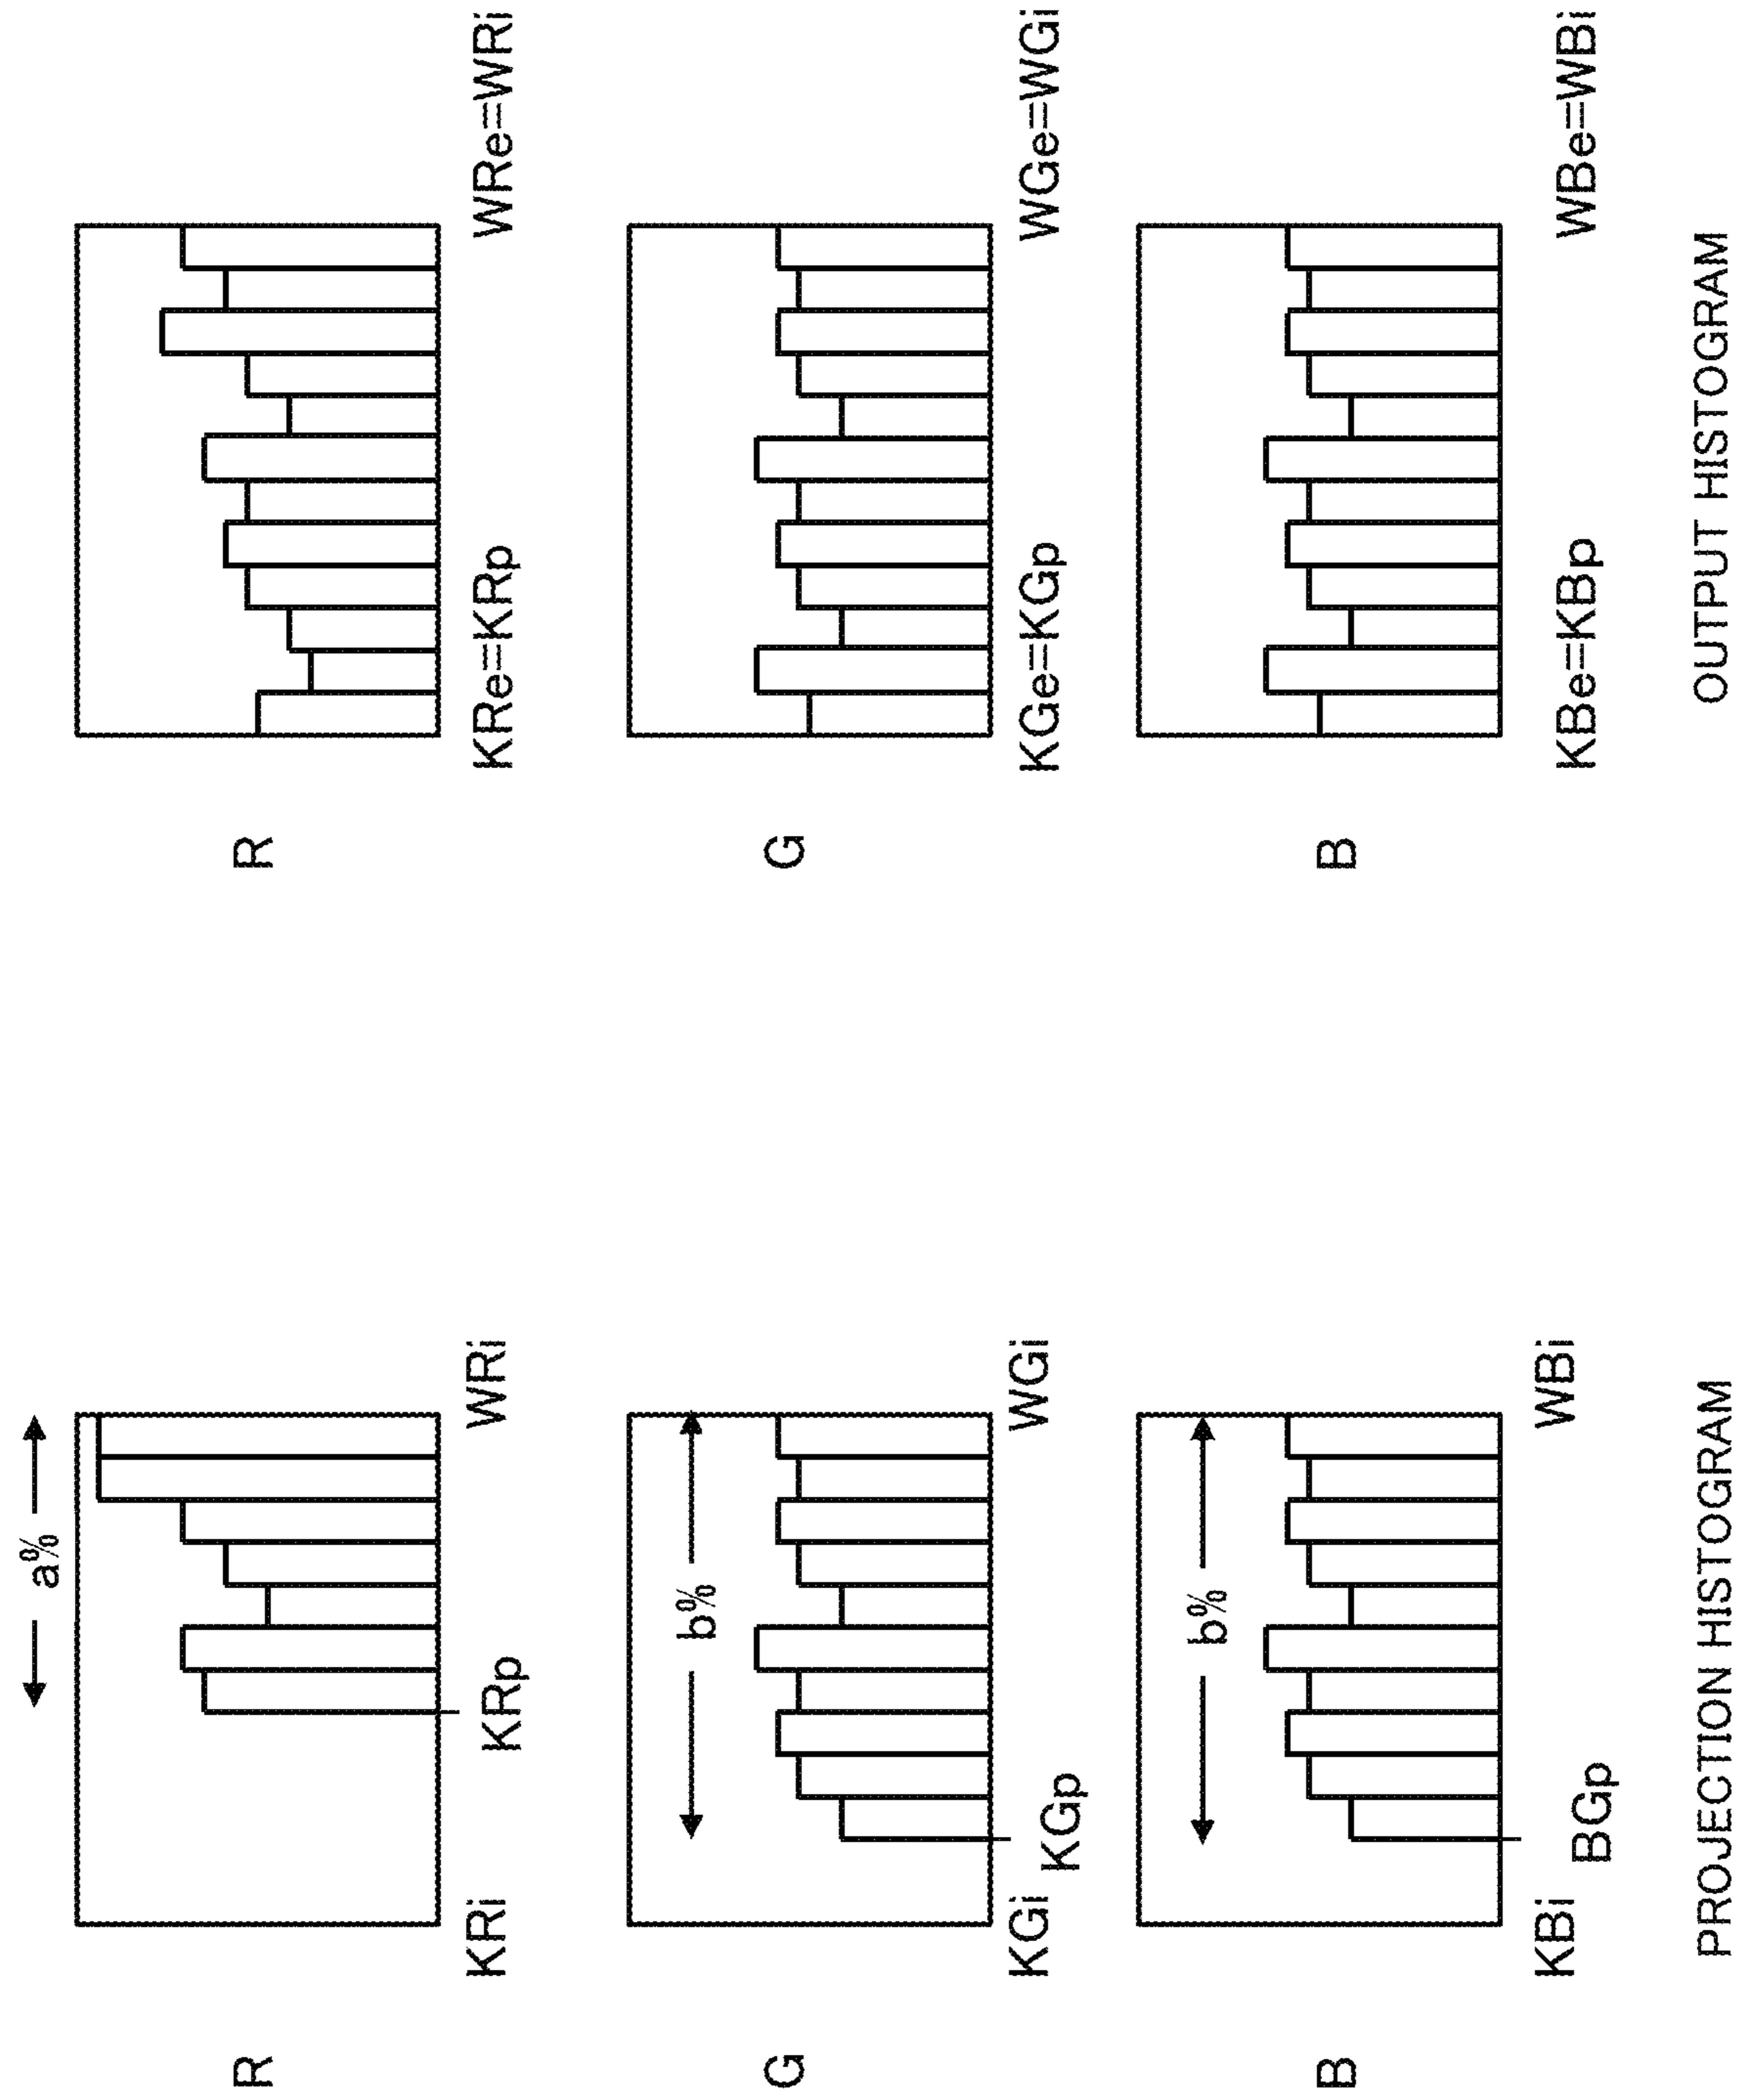 a%
R
KRi
KRp
WRi
R
KRe=KRp
WRe=WRi
b%
G
KGi
KGp
WGi
G
KGe=KGp
WGe=WGi
b%
B
KBi
BGp
WBi
B
KBe=KBp
WBe=WBi
PROJECTION HISTOGRAM
OUTPUT HISTOGRAM